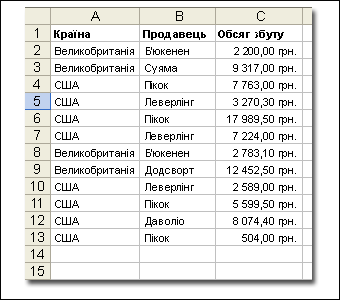 A B C
1 Країна Продавець Обсяг збуту
2 Великобританія Б'юкенен 2 200,00 грн.
3 Великобританія Суяма 9 317,00 грн.
4 США Пікок 7 763,00 грн.
5 США Леверлінг 3 270,30 грн.
6 США Пікок 17 989,50 грн.
7 США Леверлінг 7 224,00 грн.
8 Великобританія Б'юкенен 2 783,10 грн.
9 Великобританія Додсворт 12 452,50 грн.
10 США Леверлінг 2 589,00 грн.
11 США Пікок 5 599,50 грн.
12 США Даволіо 8 074,40 грн.
13 США Пікок 504,00 грн.
14
15